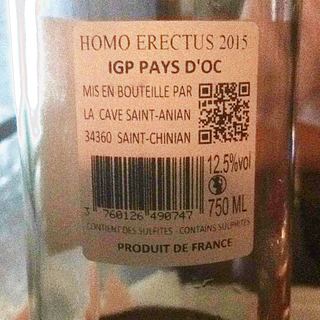 HOMO ERECTUS 2015
IGP PAYS D'OC
MIS EN BOUTEILLE PAR
LA CAVE SAINT-ANIAN
34360 SAINT-CHINIAN
12.5%vol
750 ML
3 760126 490747
CONTIENT DES SULFITES - CONTAINS SULPHITES
PRODUIT DE FRANCE